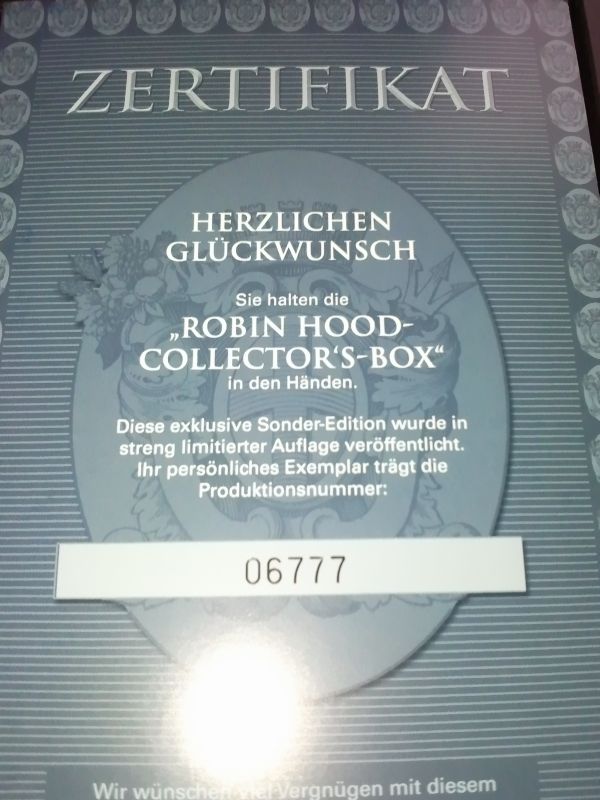 ZERTIFIKAT
HERZLICHEN
GLÜCKWUNSCH
Sie halten die
„ROBIN HOOD-
COLLECTOR‘S-BOX“
in den Händen.
Diese exklusive Sonder-Edition wurde in
streng limitierter Auflage veröffentlicht.
Ihr persönliches Exemplar trägt die
Produktionsnummer:
06777
Wir wünschen viel Vergnügen mit diesem